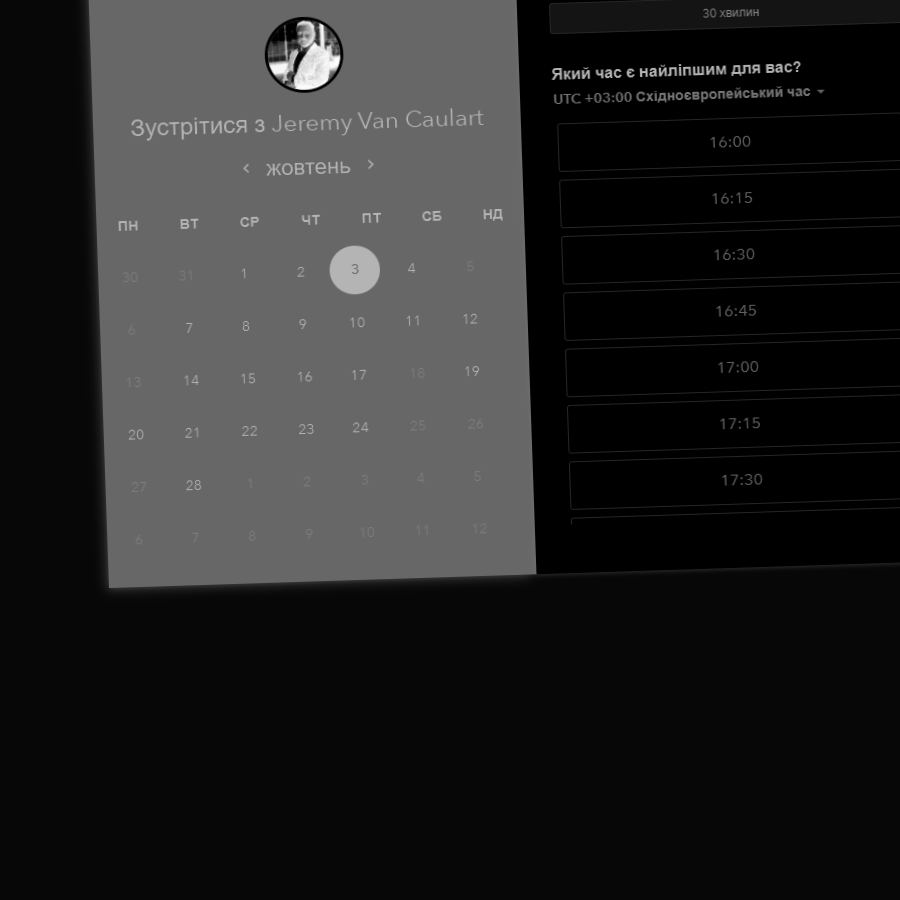 Зустрітися з Jeremy Van Caulart
‹ жовтень ›
ПН ВТ СР ЧТ ПТ СБ НД
30 31 1 2 3 4 5
6 7 8 9 10 11 12
13 14 15 16 17 18 19
20 21 22 23 24 25 26
27 28 1 2 3 4 5
6 7 8 9 10 11 12
30 хвилин
Який час є найліпшим для вас?
UTC +03:00 Східноєвропейський час
16:00
16:15
16:30
16:45
17:00
17:15
17:30